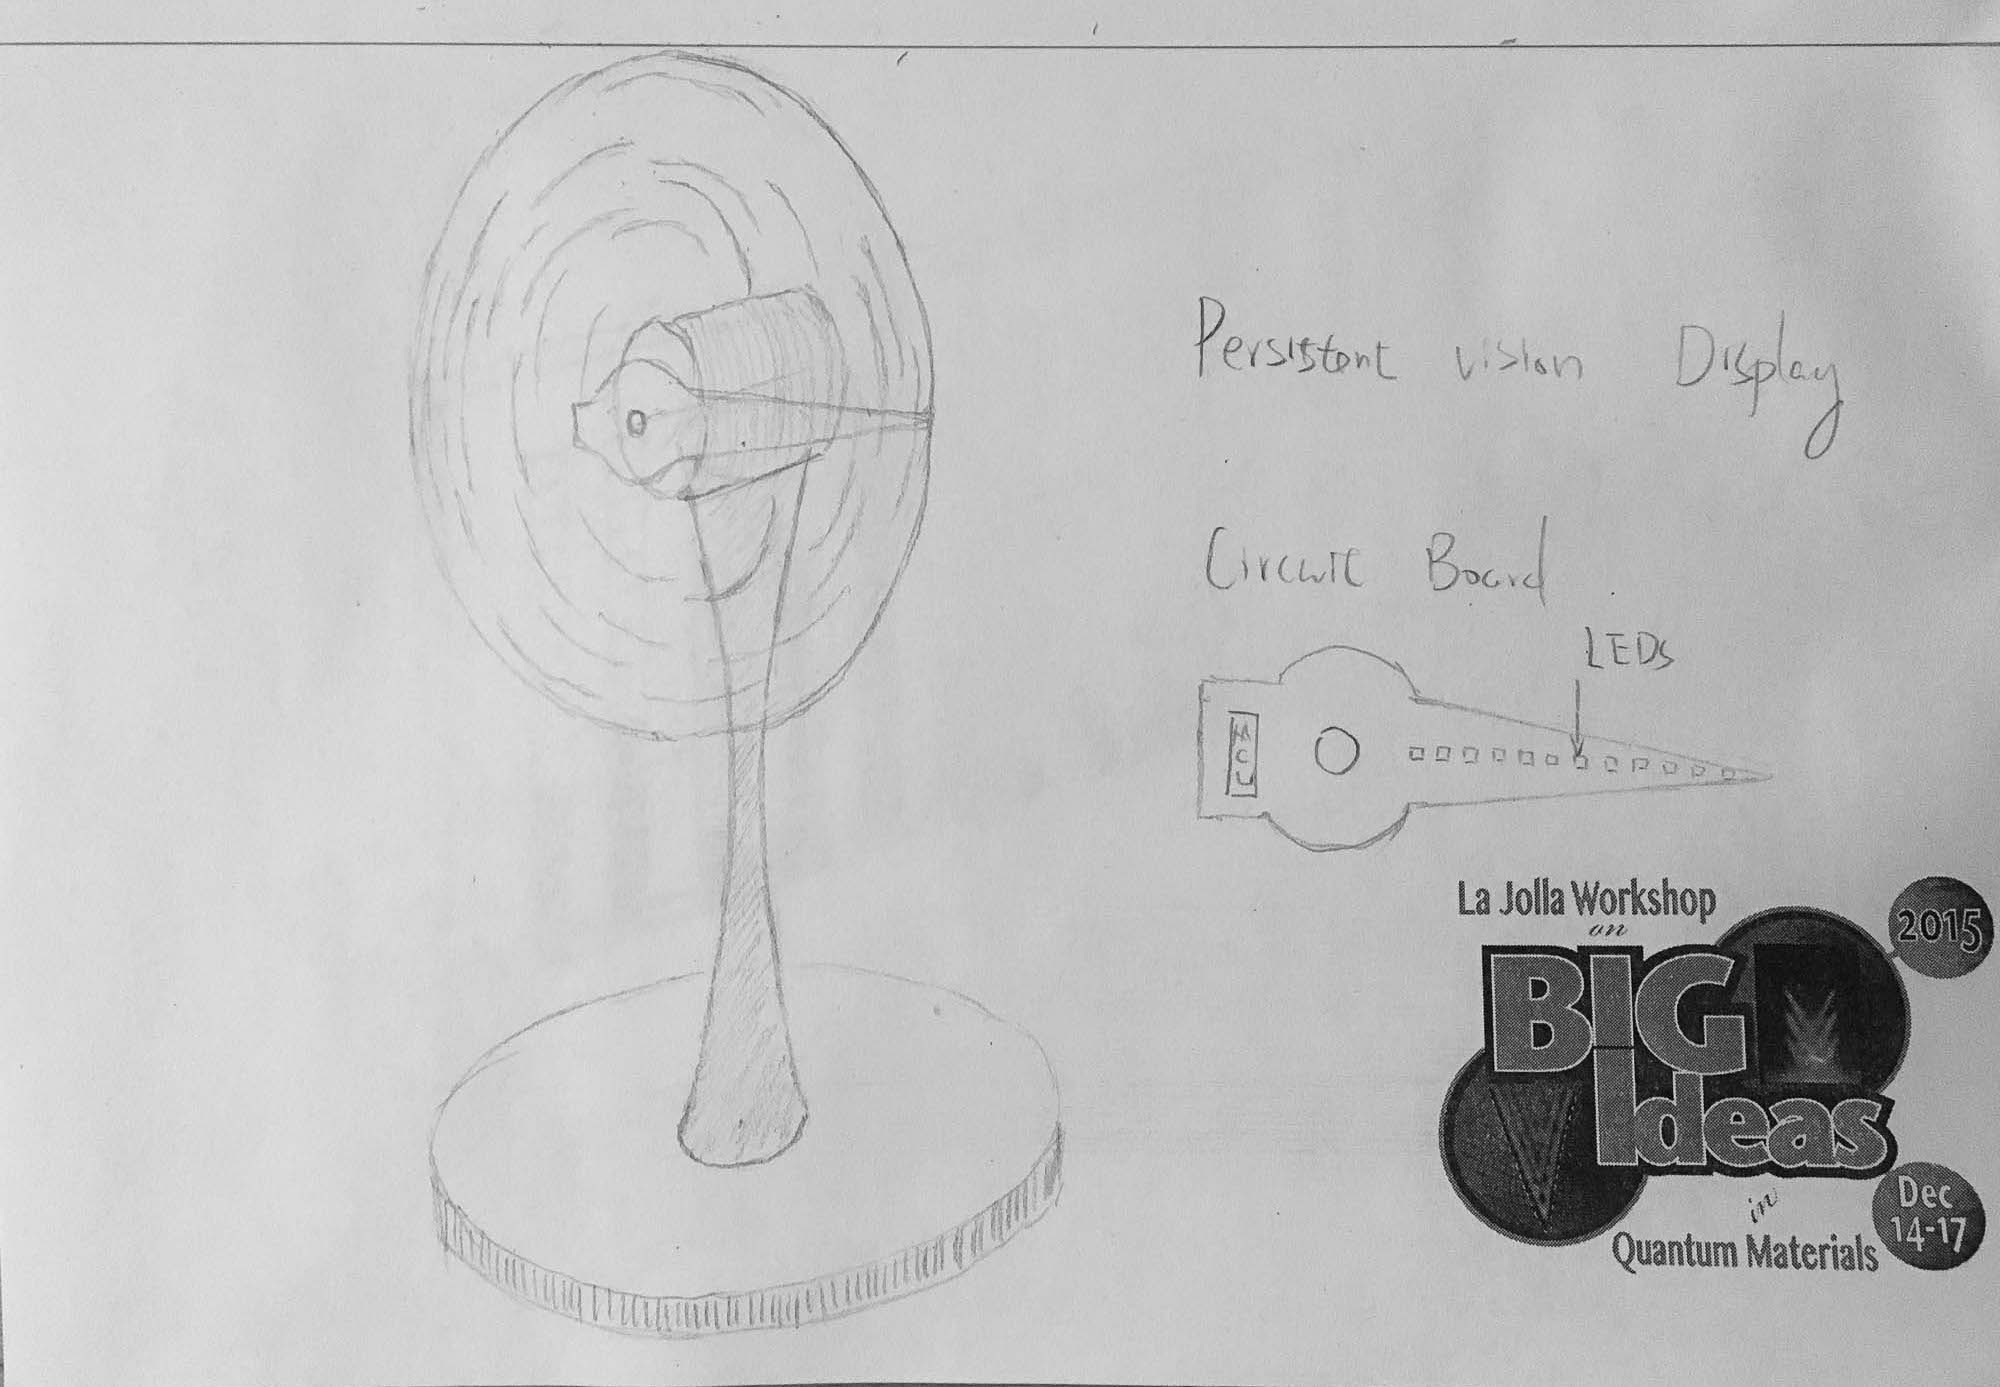 Persistent vision Display
Circuit Board
LEDs
MCU
La Jolla Workshop
on
2015
BIG
Ideas
in
Dec
14-17
Quantum Materials